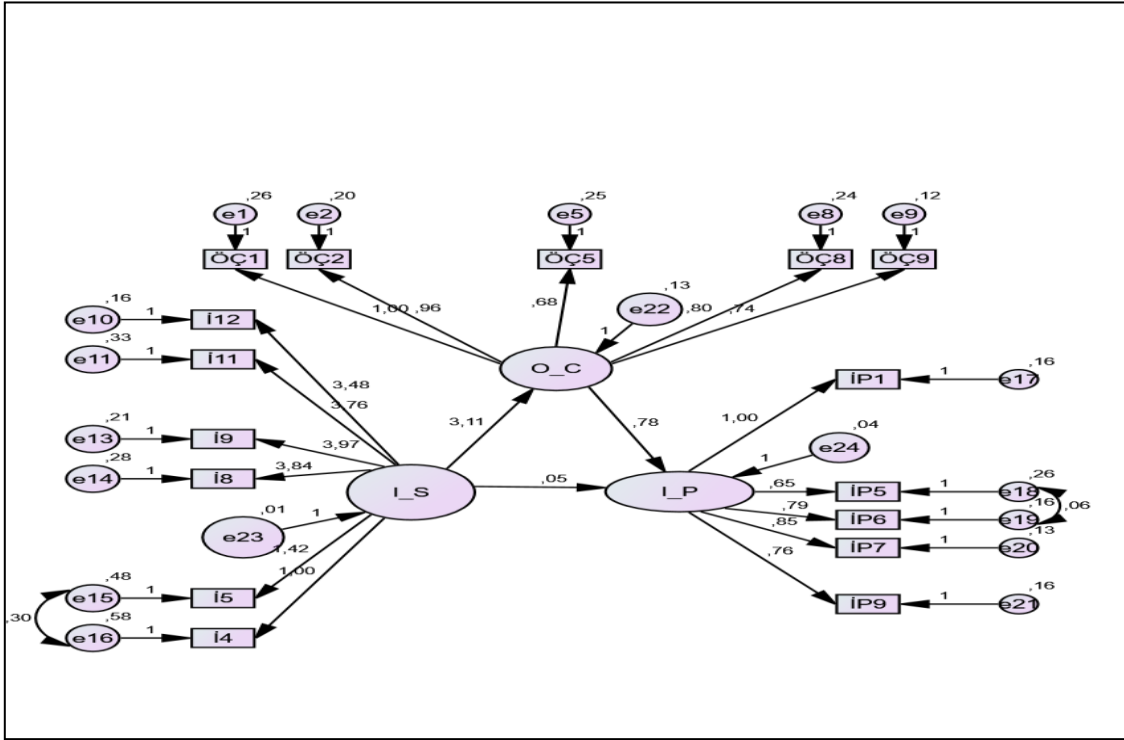 ,26 ,20 ,25 ,24 ,12
e1 e2 e5 e8 e9
1 1 1 1 1
ÖÇ1 ÖÇ2 ÖÇ5 ÖÇ8 ÖÇ9
,13
e22
1,00 ,96 ,68 ,80 ,74
1
,16
e10 1 İ12
,33
e11 1 İ11
O_C
,16
İP1 1 e17
3,48
3,76
3,11 ,78 1,00
,04
e24
1
,21
e13 1 İ9
3,97
,28
e14 1 İ8
3,84
I_S ,05 I_P
,65 İP5 1 e18 ,26
,79 İP6 1 e19 ,16
,06
,85 İP7 1 e20 ,13
,76
,01
e23 1
1,42
1,00
,48
e15 1 İ5
,30
,58
e16 1 İ4
İP9 1 e21 ,16